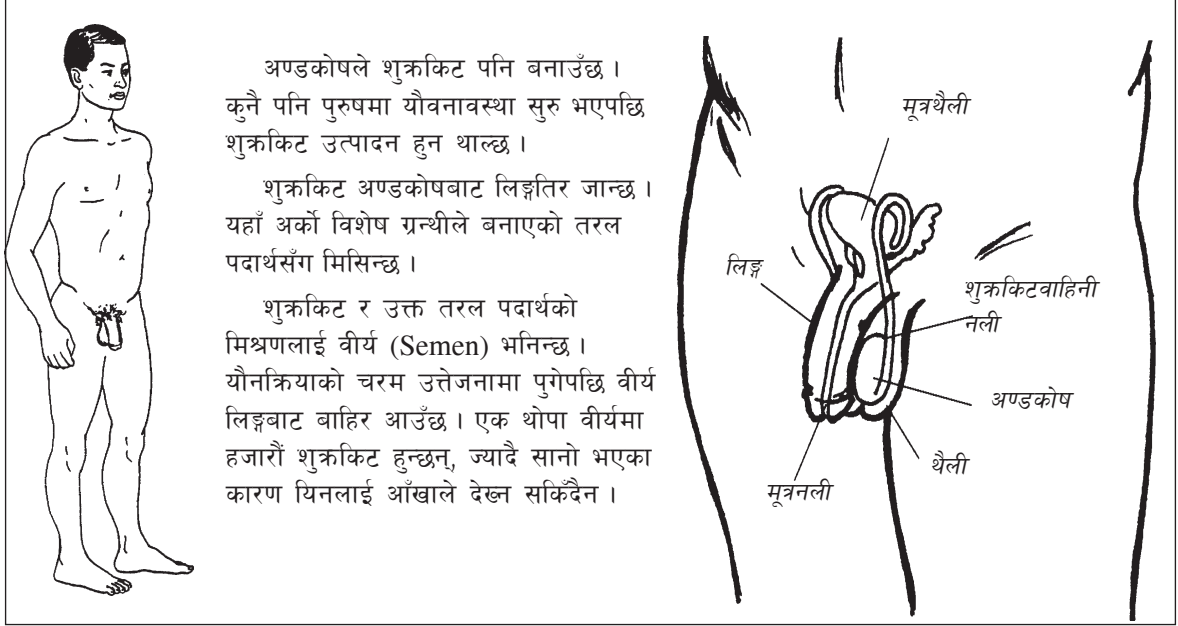 अण्डकोषले शुक्रकिट पनि बनाउँछ ।
कुनै पनि पुरुषमा यौवनावस्था सुरु भएपछि
शुक्रकिट उत्पादन हुन थाल्छ ।
शुक्रकिट अण्डकोषबाट लिङ्गतिर जान्छ ।
यहाँ अर्को विशेष ग्रन्थीले बनाएको तरल
पदार्थसँग मिसिन्छ ।
शुक्रकिट र उक्त तरल पदार्थको
मिश्रणलाई वीर्य (Semen) भनिन्छ ।
यौनक्रियाको चरम उत्तेजनामा पुगेपछि वीर्य
लिङ्गबाट बाहिर आउँछ । एक थोपा वीर्यमा
हजारौं शुक्रकिट हुन्छन्, ज्यादै सानो भएका
कारण यिनलाई आँखाले देख्न सकिँदैन ।
मूत्रथैली
लिङ्ग
शुक्रकिटवाहिनी
नली
अण्डकोष
थैली
मूत्रनली